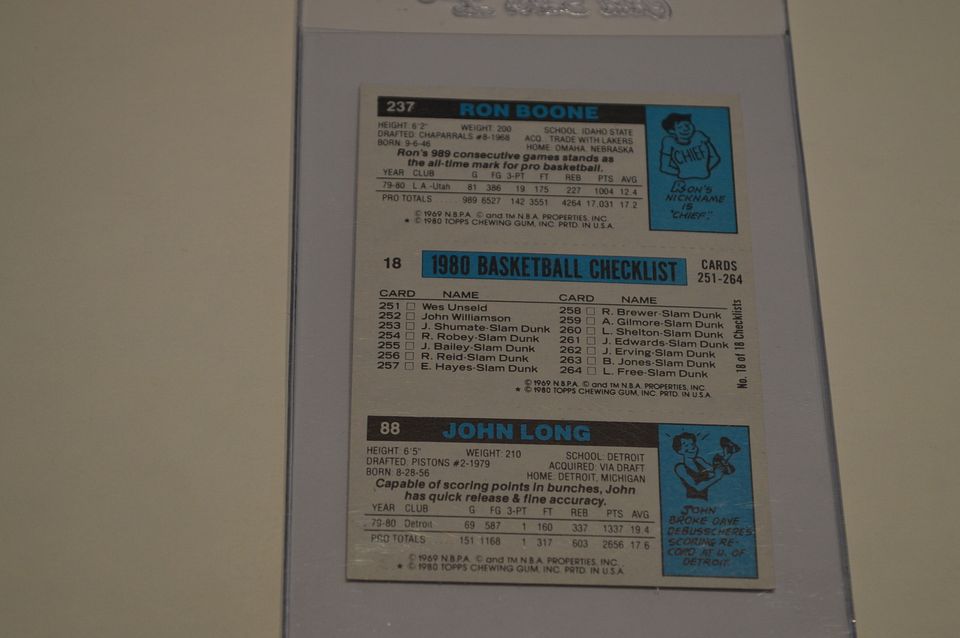 237 RON BOONE
HEIGHT: 6'2" WEIGHT: 200 SCHOOL: IDAHO STATE
DRAFTED: CHAPARRALS #8-1968 ACQ. TRADE WITH LAKERS
BORN: 9-6-46 HOME: OMAHA, NEBRASKA
Ron's 989 consecutive games stands as
the all-time mark for pro basketball.
YEAR CLUB G FG 3-PT FT REB PTS AVG
79-80 L.A.-Utah 81 386 19 175 227 1004 12.4
PRO TOTALS 989 6527 142 3551 4264 17,031 17.2
© 1969 N.B.P.A. © and TM N.B.A. PROPERTIES, INC.
* © 1980 TOPPS CHEWING GUM, INC. PRTD. IN U.S.A.
CHIEF
RON'S
NICKNAME
IS
"CHIEF."
18 1980 BASKETBALL CHECKLIST CARDS
251-264
CARD NAME CARD NAME
251 Wes Unseld 258 R. Brewer-Slam Dunk
252 John Williamson 259 A. Gilmore-Slam Dunk
253 J. Shumate-Slam Dunk 260 L. Shelton-Slam Dunk
254 R. Robey-Slam Dunk 261 J. Edwards-Slam Dunk
255 J. Bailey-Slam Dunk 262 J. Erving-Slam Dunk
256 R. Reid-Slam Dunk 263 B. Jones-Slam Dunk
257 E. Hayes-Slam Dunk 264 L. Free-Slam Dunk
No. 18 of 18 Checklists
© 1969 N.B.P.A. © and TM N.B.A. PROPERTIES, INC.
* © 1980 TOPPS CHEWING GUM, INC. PRTD. IN U.S.A.
88 JOHN LONG
HEIGHT: 6'5" WEIGHT: 210 SCHOOL: DETROIT
DRAFTED: PISTONS #2-1979 ACQUIRED: VIA DRAFT
BORN: 8-28-56 HOME: DETROIT, MICHIGAN
Capable of scoring points in bunches, John
has quick release & fine accuracy.
YEAR CLUB G FG 3-PT FT REB PTS AVG
79-80 Detroit 69 587 1 160 337 1337 19.4
PRO TOTALS 151 1168 1 317 603 2656 17.6
© 1969 N.B.P.A. © and TM N.B.A. PROPERTIES, INC.
* © 1980 TOPPS CHEWING GUM, INC. PRTD. IN U.S.A.
JOHN
BROKE DAVE
DEBUSSCHERE'S
SCORING RE-
CORD AT U. OF
DETROIT.